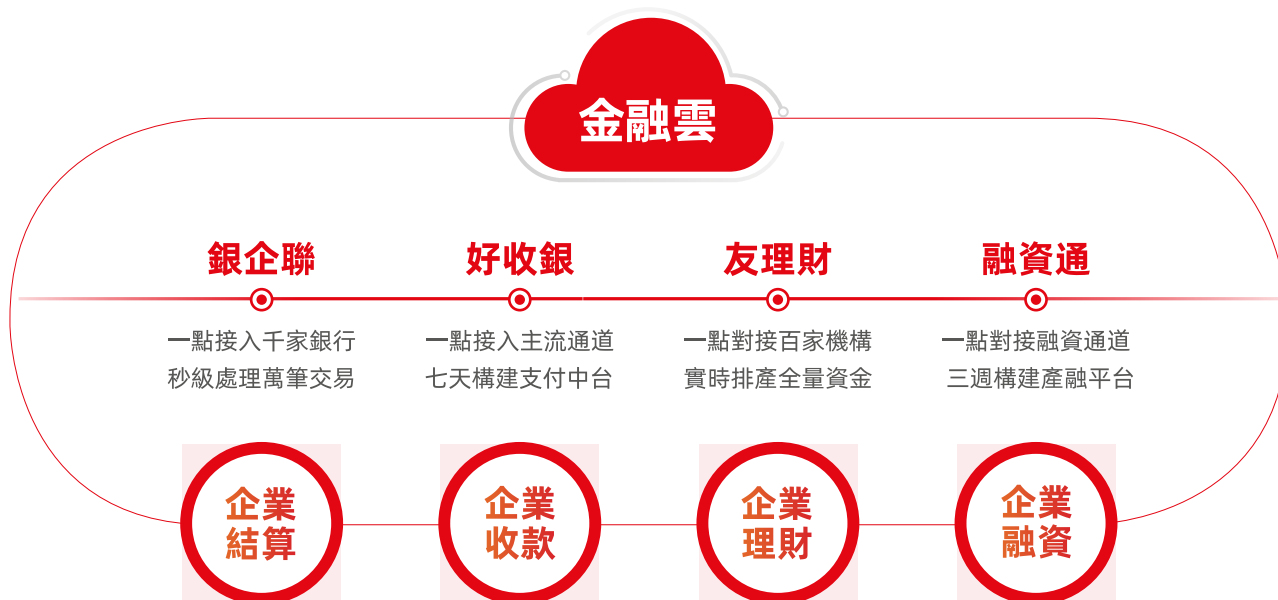 金融雲
銀企聯
好收銀
友理財
融資通
一點接入千家銀行
秒級處理萬筆交易
一點接入主流通道
七天構建支付中台
一點對接百家機構
實時排產全量資金
一點對接融資通道
三週構建產融平台
企業
結算
企業
收款
企業
理財
企業
融資